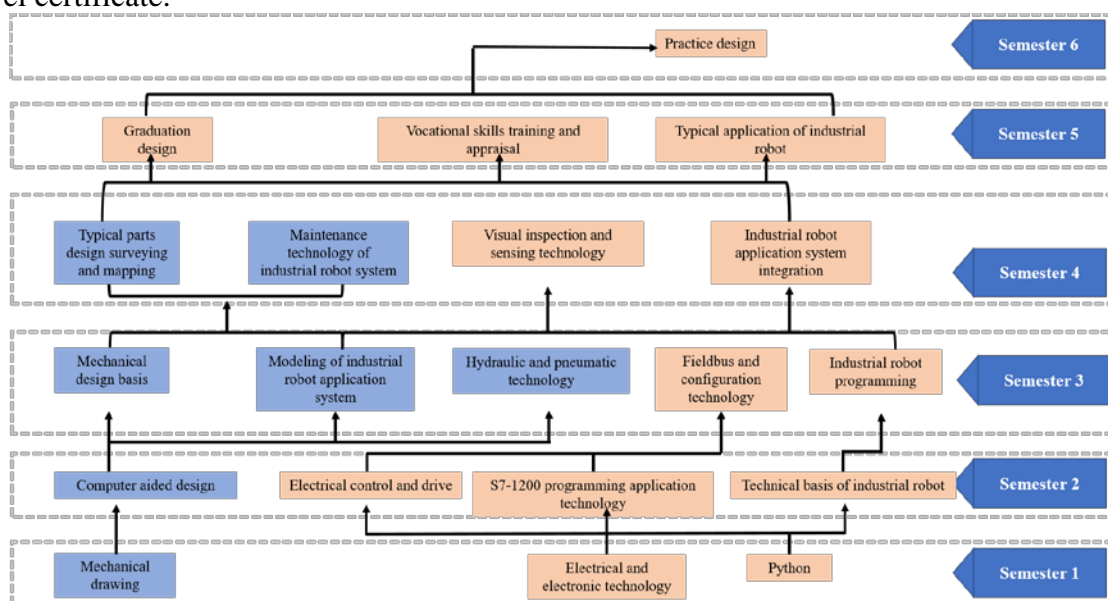 el certificate.
Practice design
Semester 6
Graduation
design
Vocational skills training and
appraisal
Typical application of industrial
robot
Semester 5
Typical parts
design surveying
and mapping
Maintenance
technology of
industrial robot system
Visual inspection and
sensing technology
Industrial robot
application system
integration
Semester 4
Mechanical
design basis
Modeling of industrial
robot application
system
Hydraulic and pneumatic
technology
Fieldbus and
configuration
technology
Industrial robot
programming
Semester 3
Computer aided design
Electrical control and drive
S7-1200 programming application
technology
Technical basis of industrial robot
Semester 2
Mechanical
drawing
Electrical and
electronic technology
Python
Semester 1